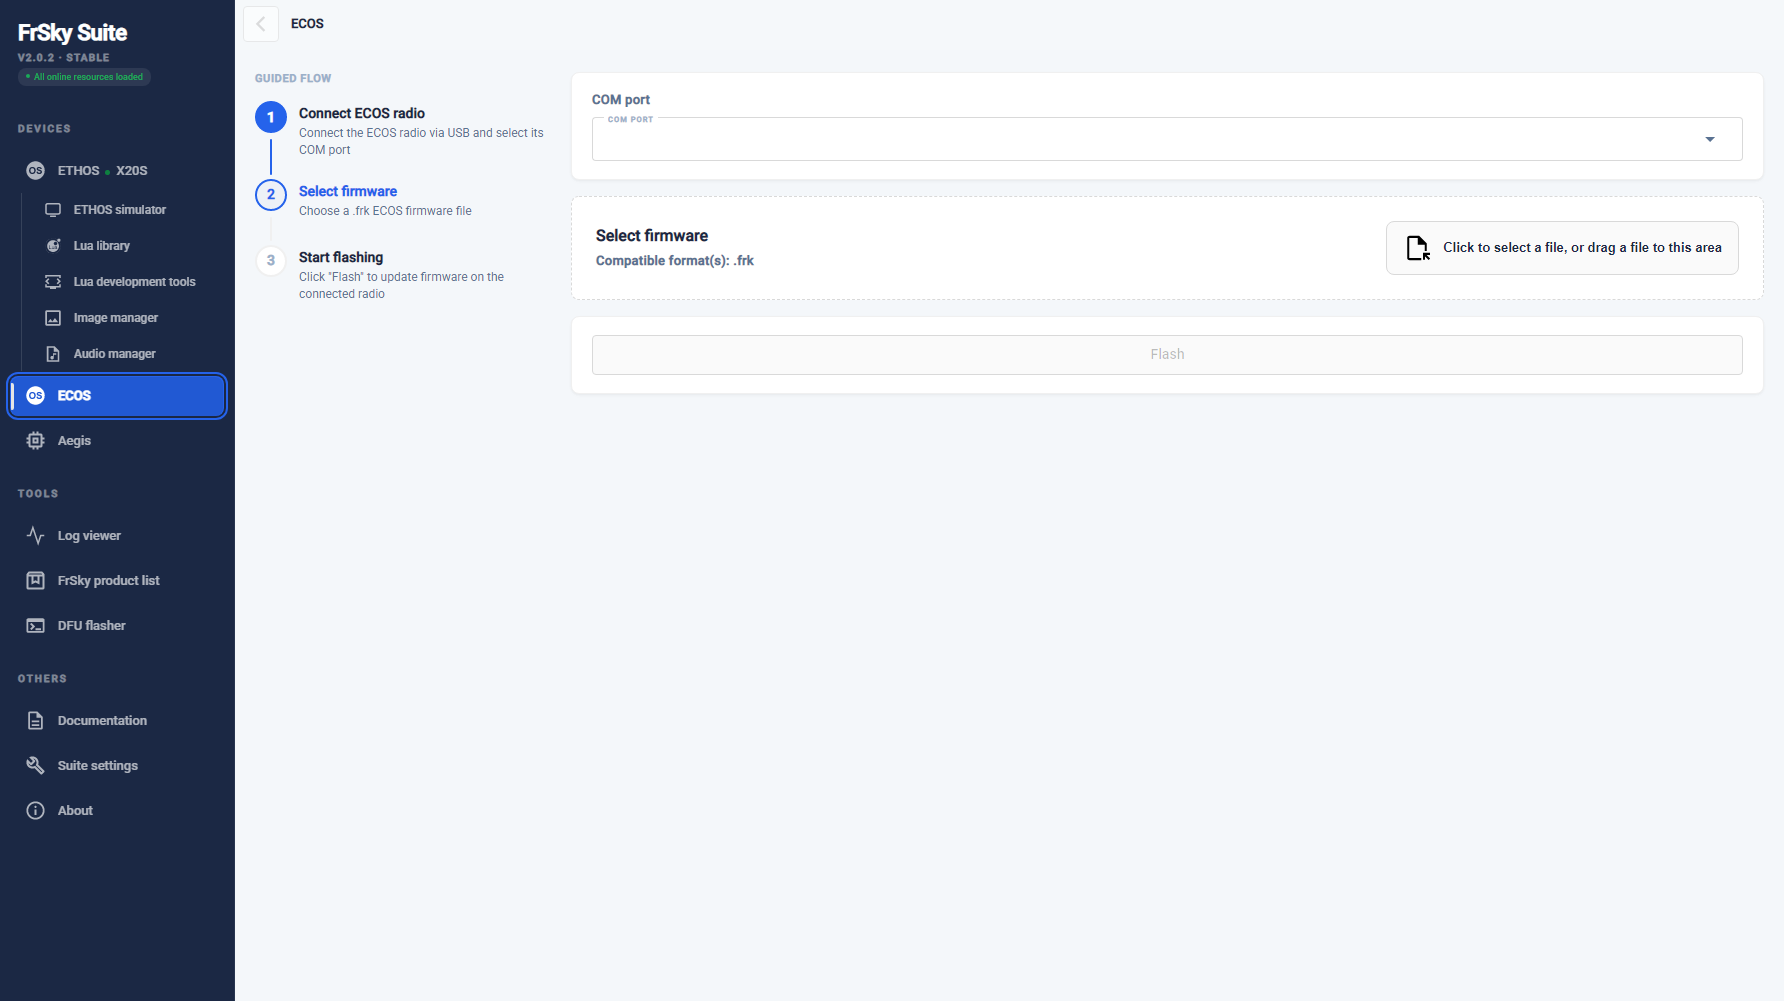 FrSky Suite
V2.0.2 · STABLE
All online resources loaded
DEVICES
OS
ETHOS • X20S
ETHOS simulator
Lua library
Lua development tools
Image manager
Audio manager
OS
ECOS
Aegis
TOOLS
Log viewer
FrSky product list
DFU flasher
OTHERS
Documentation
Suite settings
About
ECOS
GUIDED FLOW
1
Connect ECOS radio
Connect the ECOS radio via USB and select its
COM port
2
Select firmware
Choose a .frk ECOS firmware file
3
Start flashing
Click "Flash" to update firmware on the
connected radio
COM port
COM PORT
Select firmware
Compatible format(s): .frk
Click to select a file, or drag a file to this area
Flash